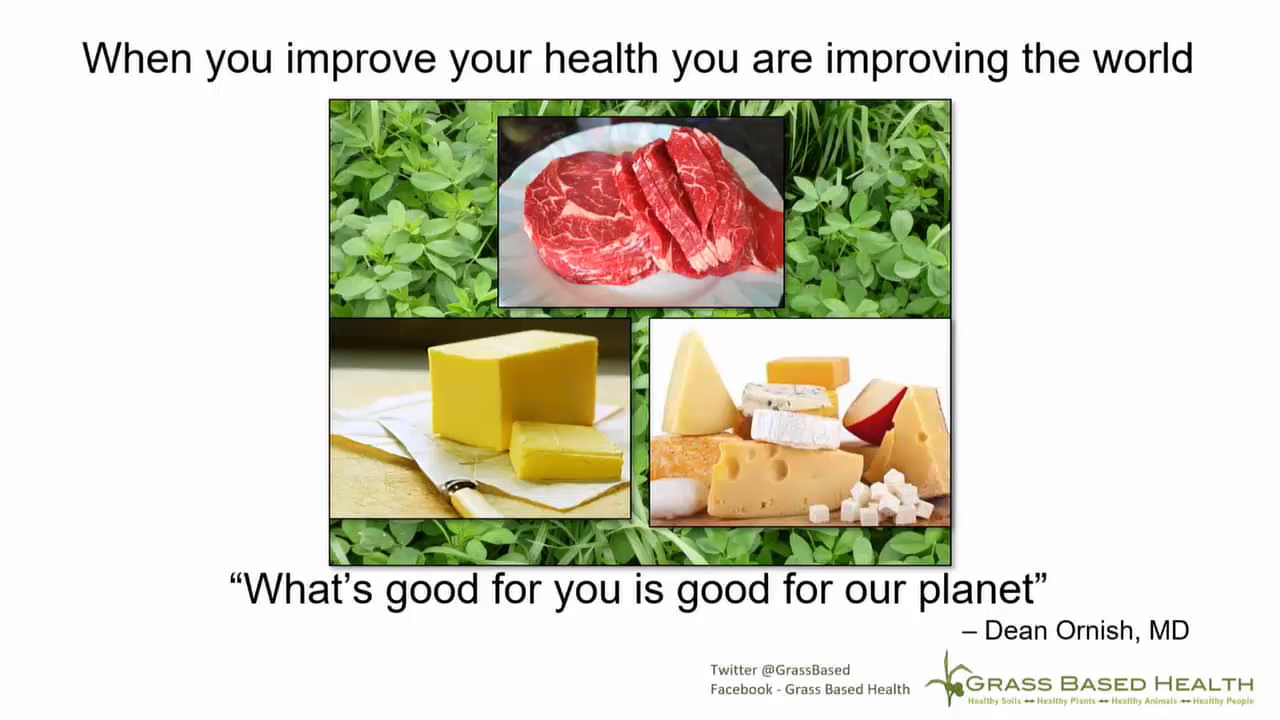 When you improve your health you are improving the world
“What’s good for you is good for our planet”
– Dean Ornish, MD
Twitter @GrassBased
Facebook - Grass Based Health
GRASS BASED HEALTH
Healthy Soils ↔ Healthy Plants ↔ Healthy Animals ↔ Healthy People